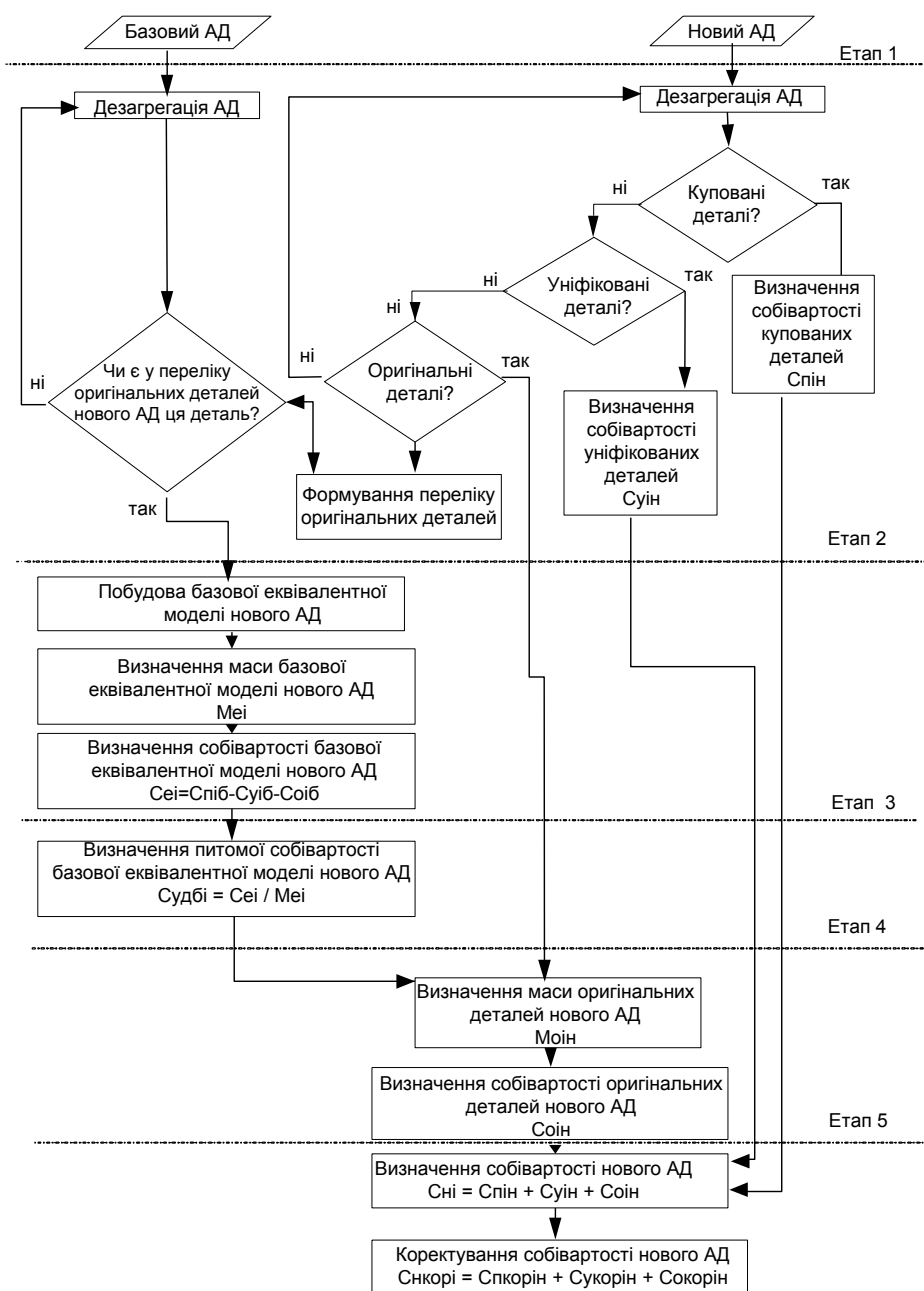 Базовий АД
Новий АД
Етап 1
Дезагрегація АД
Дезагрегація АД
Куповані
деталі?
ні
так
Уніфіковані
деталі?
ні
так
Визначення
собівартості
купованих
деталей
Спін
Чи є у переліку
оригінальних деталей
нового АД ця деталь?
ні
так
Оригінальні
деталі?
ні
ні
так
Визначення
собівартості
уніфікованих
деталей
Суін
Формування переліку
оригінальних деталей
Етап 2
Побудова базової еквівалентної
моделі нового АД
Визначення маси базової
еквівалентної моделі нового АД
Меі
Визначення собівартості базової
еквівалентної моделі нового АД
Сеі=Спіб-Суіб-Соіб
Етап 3
Визначення питомої собівартості
базової еквівалентної моделі нового АД
Судбі = Сеі / Меі
Етап 4
Визначення маси оригінальних
деталей нового АД
Моін
Визначення собівартості оригінальних
деталей нового АД
Соін
Етап 5
Визначення собівартості нового АД
Сні = Спін + Суін + Соін
Коректування собівартості нового АД
Снкорі = Спкорін + Сукорін + Сокорін